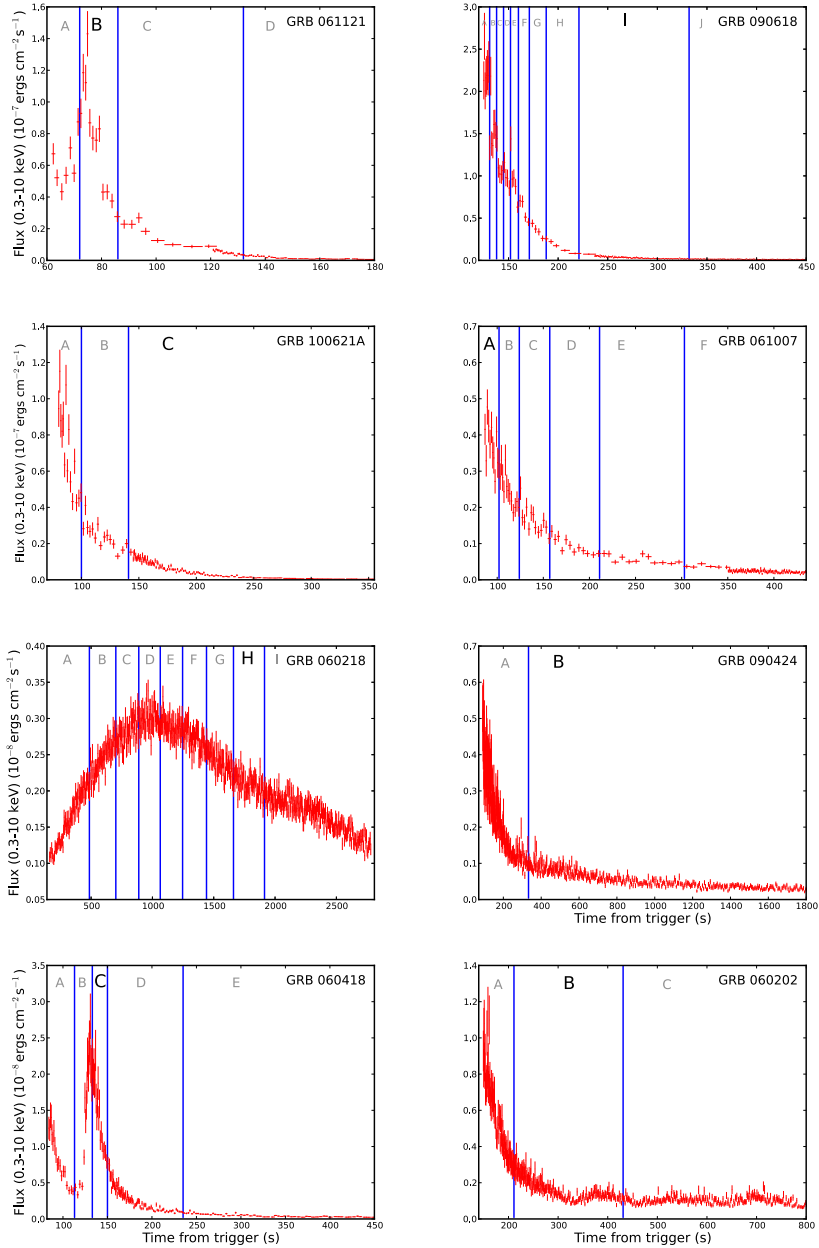 A B C D GRB 061121
1.6
1.4
1.2
1.0
0.8
0.6
0.4
0.2
0.0
60 80 100 120 140 160 180
Flux (0.3-10 keV) (10⁻⁷ ergs cm⁻² s⁻¹)
A B C D E F G H I J GRB 090618
3.0
2.5
2.0
1.5
1.0
0.5
0.0
150 200 250 300 350 400 450
A B C GRB 100621A
1.4
1.2
1.0
0.8
0.6
0.4
0.2
0.0
100 150 200 250 300 350
Flux (0.3-10 keV) (10⁻⁷ ergs cm⁻² s⁻¹)
A B C D E F GRB 061007
0.7
0.6
0.5
0.4
0.3
0.2
0.1
0.0
100 150 200 250 300 350 400
A B C D E F G H I GRB 060218
0.40
0.35
0.30
0.25
0.20
0.15
0.10
0.05
500 1000 1500 2000 2500
Flux (0.3-10 keV) (10⁻⁸ ergs cm⁻² s⁻¹)
A B GRB 090424
0.7
0.6
0.5
0.4
0.3
0.2
0.1
0.0
200 400 600 800 1000 1200 1400 1600 1800
Time from trigger (s)
A B C D E GRB 060418
3.5
3.0
2.5
2.0
1.5
1.0
0.5
0.0
100 150 200 250 300 350 400 450
Time from trigger (s)
Flux (0.3-10 keV) (10⁻⁸ ergs cm⁻² s⁻¹)
A B C GRB 060202
1.4
1.2
1.0
0.8
0.6
0.4
0.2
0.0
200 300 400 500 600 700 800
Time from trigger (s)